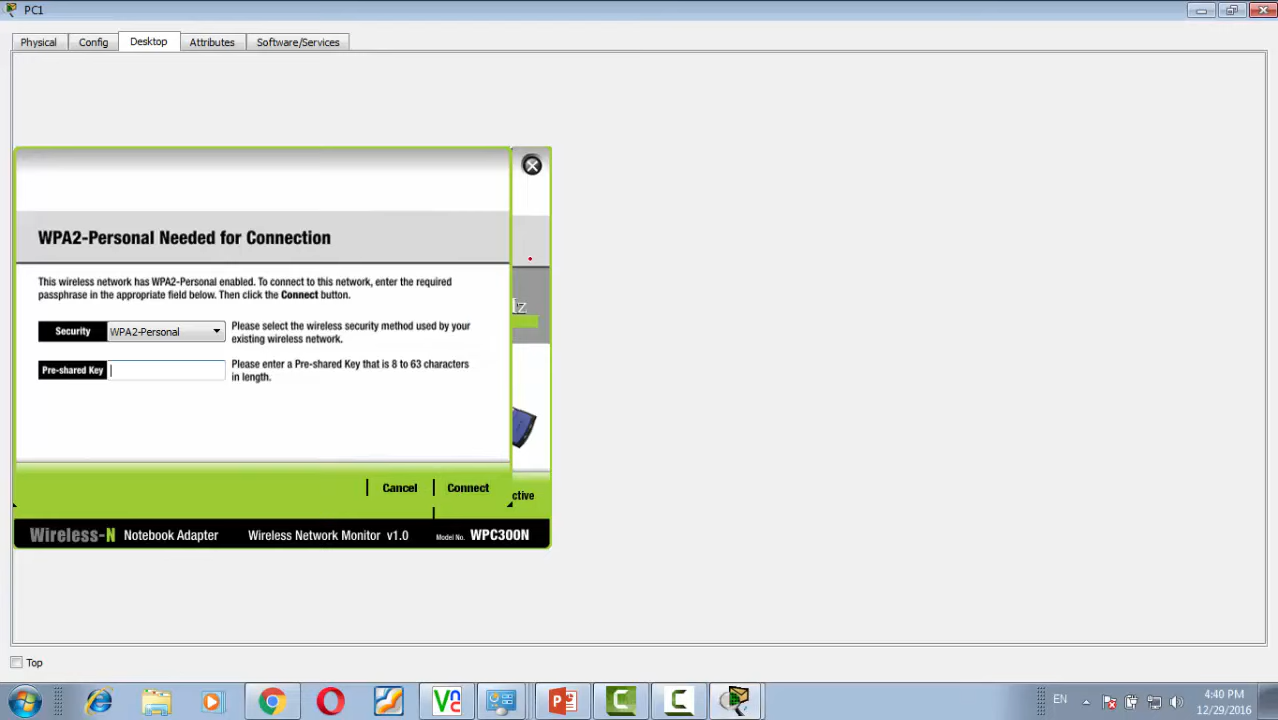 PC1
Physical
Config
Desktop
Attributes
Software/Services
WPA2-Personal Needed for Connection
This wireless network has WPA2-Personal enabled. To connect to this network, enter the required
passphrase in the appropriate field below. Then click the Connect button.
Security
WPA2-Personal
Please select the wireless security method used by your
existing wireless network.
Pre-shared Key
Please enter a Pre-shared Key that is 8 to 63 characters
in length.
Cancel
Connect
ctive
Wireless-N Notebook Adapter
Wireless Network Monitor v1.0
Model No. WPC300N
Top
EN
4:40 PM
12/29/2016